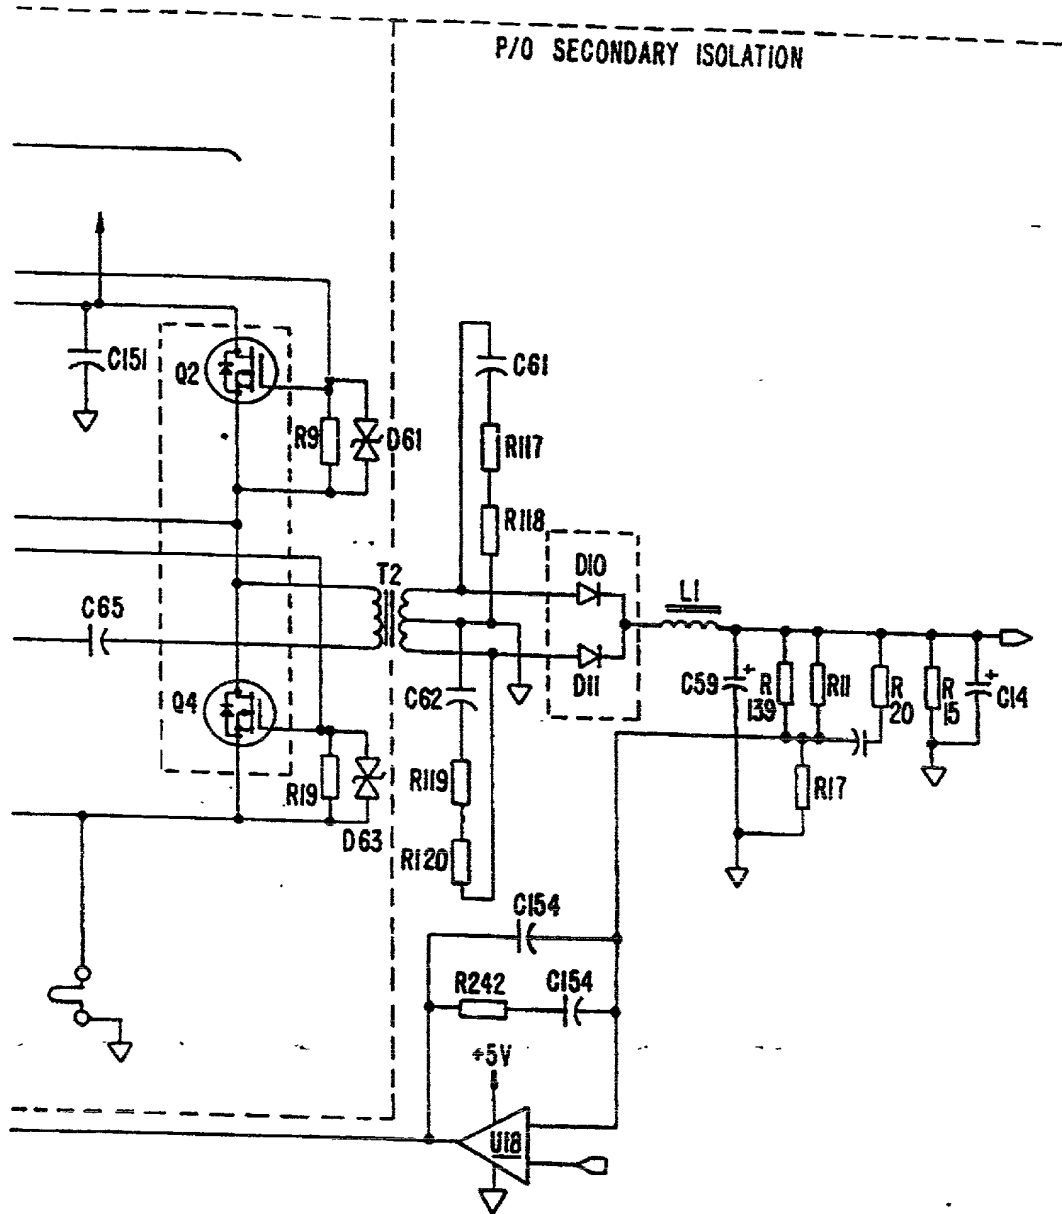 P/O SECONDARY ISOLATION
C151
Q2
C61
R9
D61
R117
R118
T2
D10
C65
L1
D11
Q4
C62
C59
+
R
139
R11
R
20
R
15
+
C14
R19
R119
R17
D63
R120
C154
R242
C154
+5V
U18